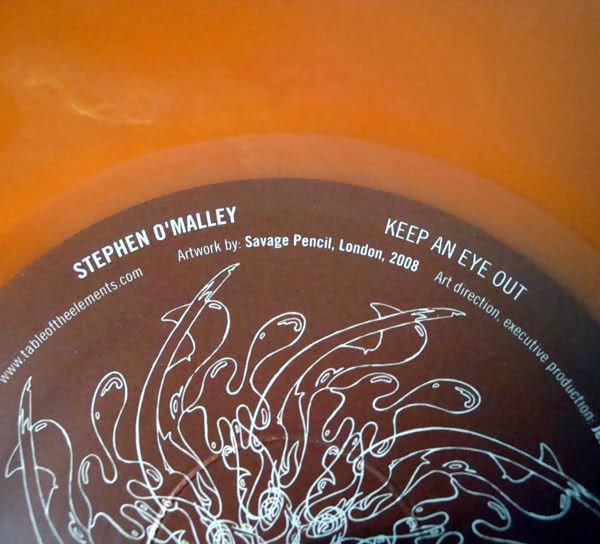 STEPHEN O'MALLEY
KEEP AN EYE OUT
www.tableoftheelements.com
Artwork by: Savage Pencil, London, 2008
Art direction, executive production: